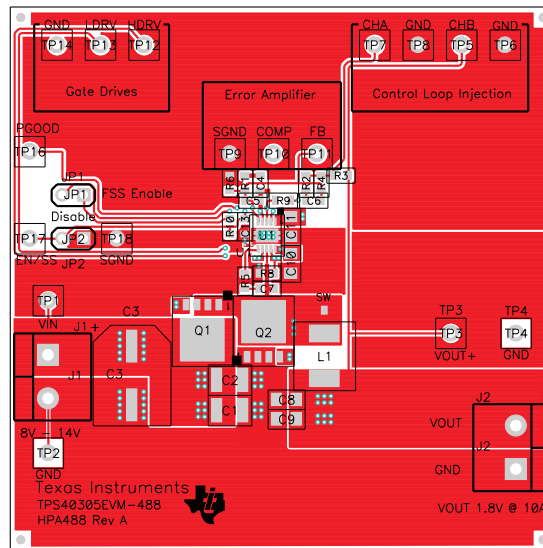 GND LDRV HDRV
TP14 TP13 TP12
Gate Drives
CHA GND CHB GND
TP7 TP8 TP5 TP6
Control Loop Injection
Error Amplifier
SGND COMP FB
TP9 TP10 TP11
PGOOD
TP16
JP1
JP1 FSS Enable
Disable
TP17 JP2 TP18
EN/SS JP2 SGND
R6 R1 C4 R2 R4 R3
C5 R9 C6
R10 C13 U1 C11
C10
R5 R8
C7
TP1
VIN
J1 +
J1
C3
C3
Q1 Q2
SW
L1
C2
C1
C8
C9
TP3 TP4
TP3 TP4
VOUT+ GND
8V - 14V
TP2
GND
J2
VOUT
J2
GND
VOUT 1.8V @ 10A
Texas Instruments
TPS40305EVM-488
HPA488 Rev A